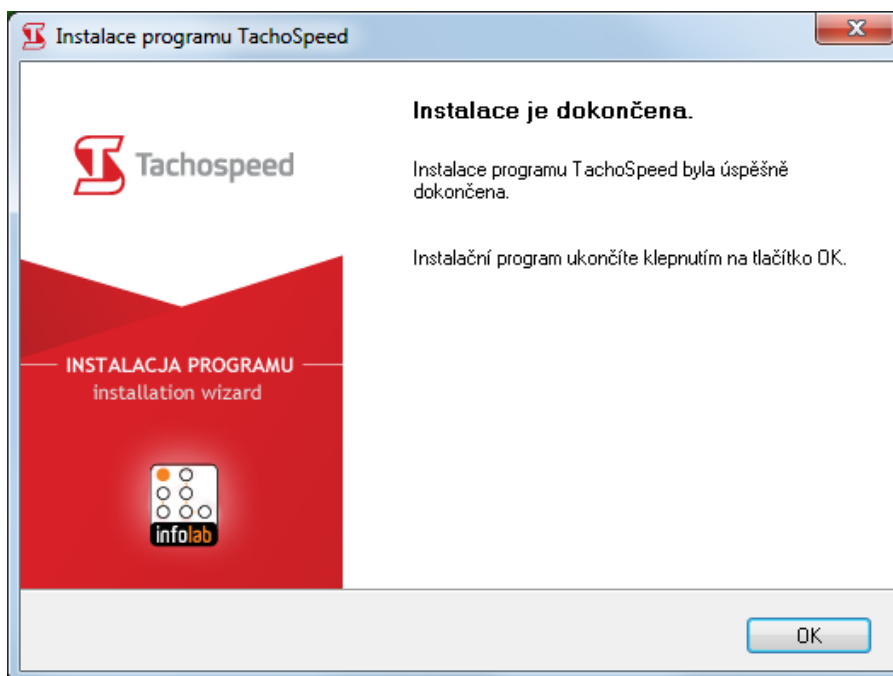 Instalace programu TachoSpeed
Tachospeed
INSTALACJA PROGRAMU
installation wizard
infolab
Instalace je dokončena.
Instalace programu TachoSpeed byla úspěšně
dokončena.
Instalační program ukončíte klepnutím na tlačítko OK.
OK